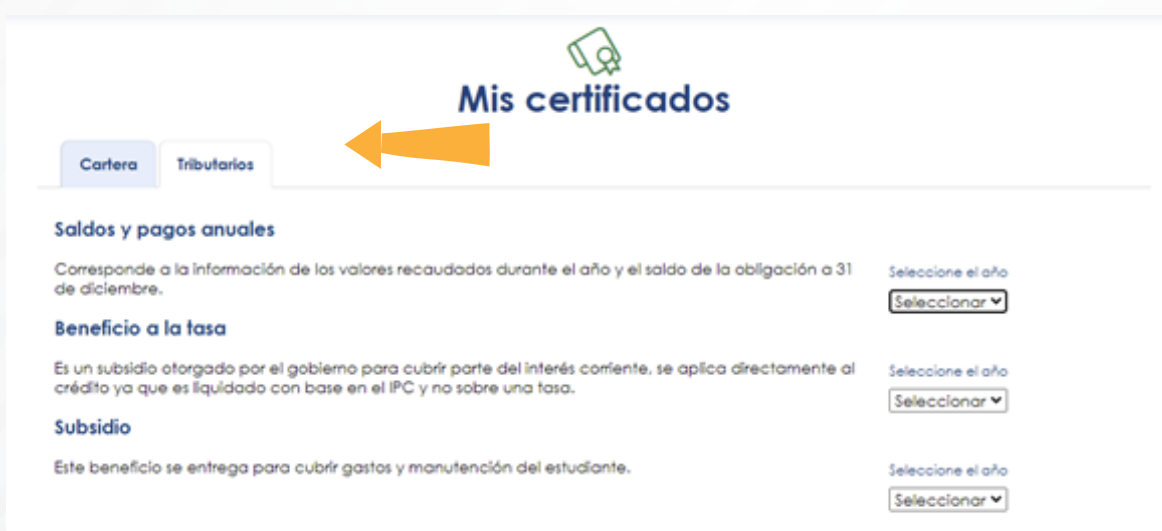 Mis certificados
Cartera
Tributarios
Saldos y pagos anuales
Corresponde a la información de los valores recaudados durante el año y el saldo de la obligación a 31
de diciembre.
Seleccione el año
Seleccionar
Beneficio a la tasa
Es un subsidio otorgado por el gobierno para cubrir parte del interés corriente, se aplica directamente al
crédito ya que es liquidado con base en el IPC y no sobre una tasa.
Seleccione el año
Seleccionar
Subsidio
Este beneficio se entrega para cubrir gastos y manutención del estudiante.
Seleccione el año
Seleccionar